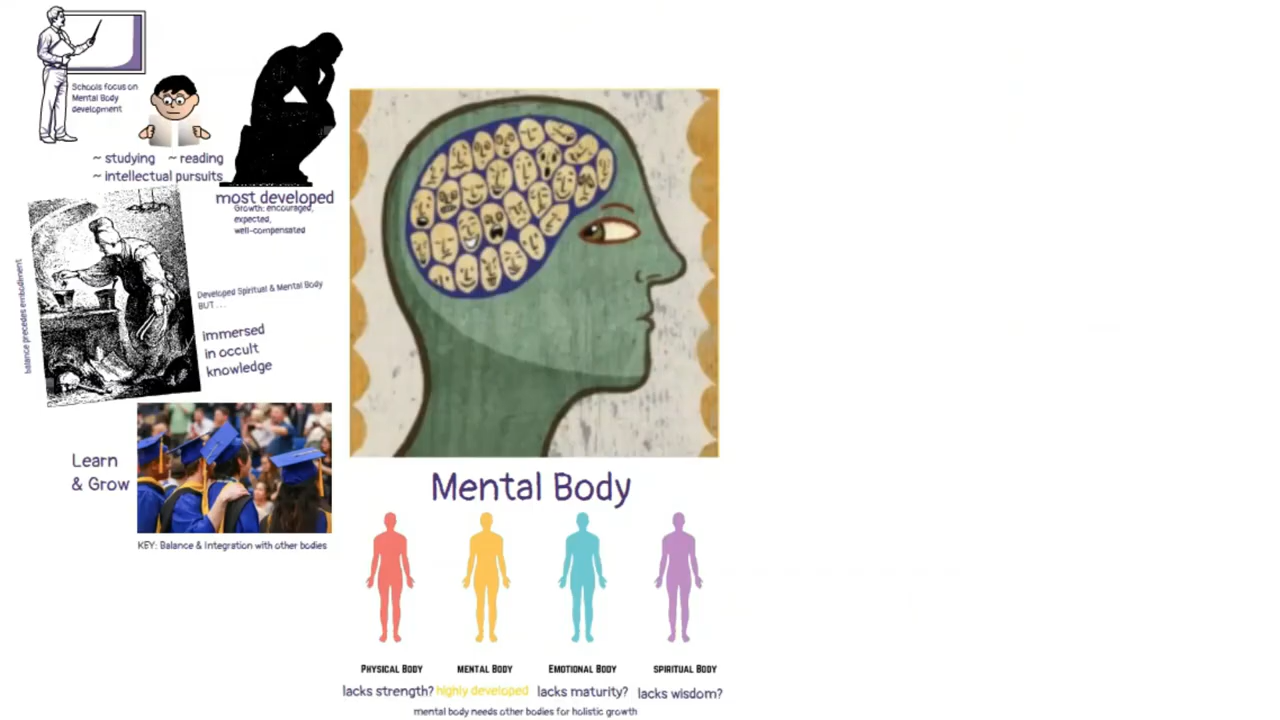 Schools focus on
Mental Body
development
~ studying ~ reading
~ intellectual pursuits
most developed
Growth: encouraged,
expected,
well-compensated
balance precedes embodiment
Developed Spiritual & Mental Body
BUT . . .
immersed
in occult
knowledge
Learn
& Grow
KEY: Balance & Integration with other bodies
Mental Body
PHYSICAL BODY
MENTAL BODY
EMOTIONAL BODY
SPIRITUAL BODY
lacks strength?
highly developed
lacks maturity?
lacks wisdom?
mental body needs other bodies for holistic growth